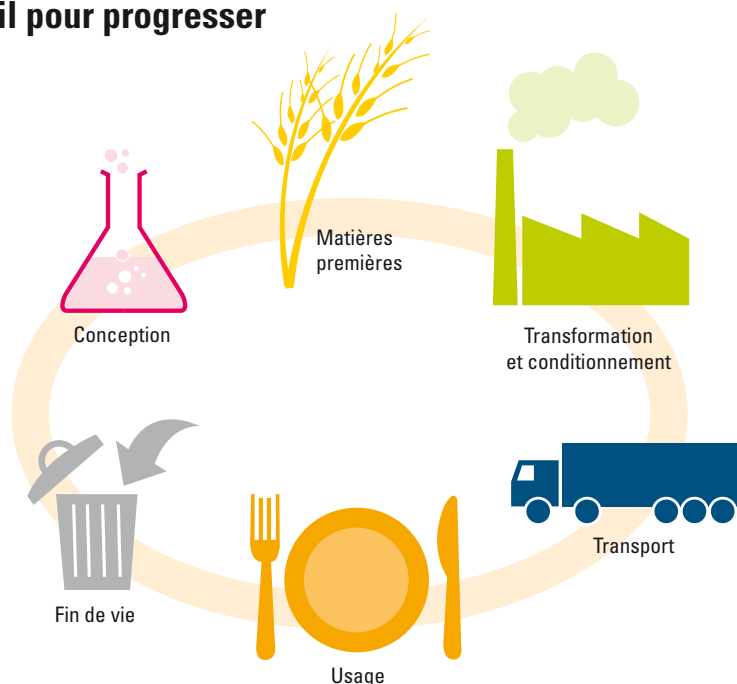 il pour progresser
Matières
premières
Conception
Transformation
et conditionnement
Transport
Fin de vie
Usage